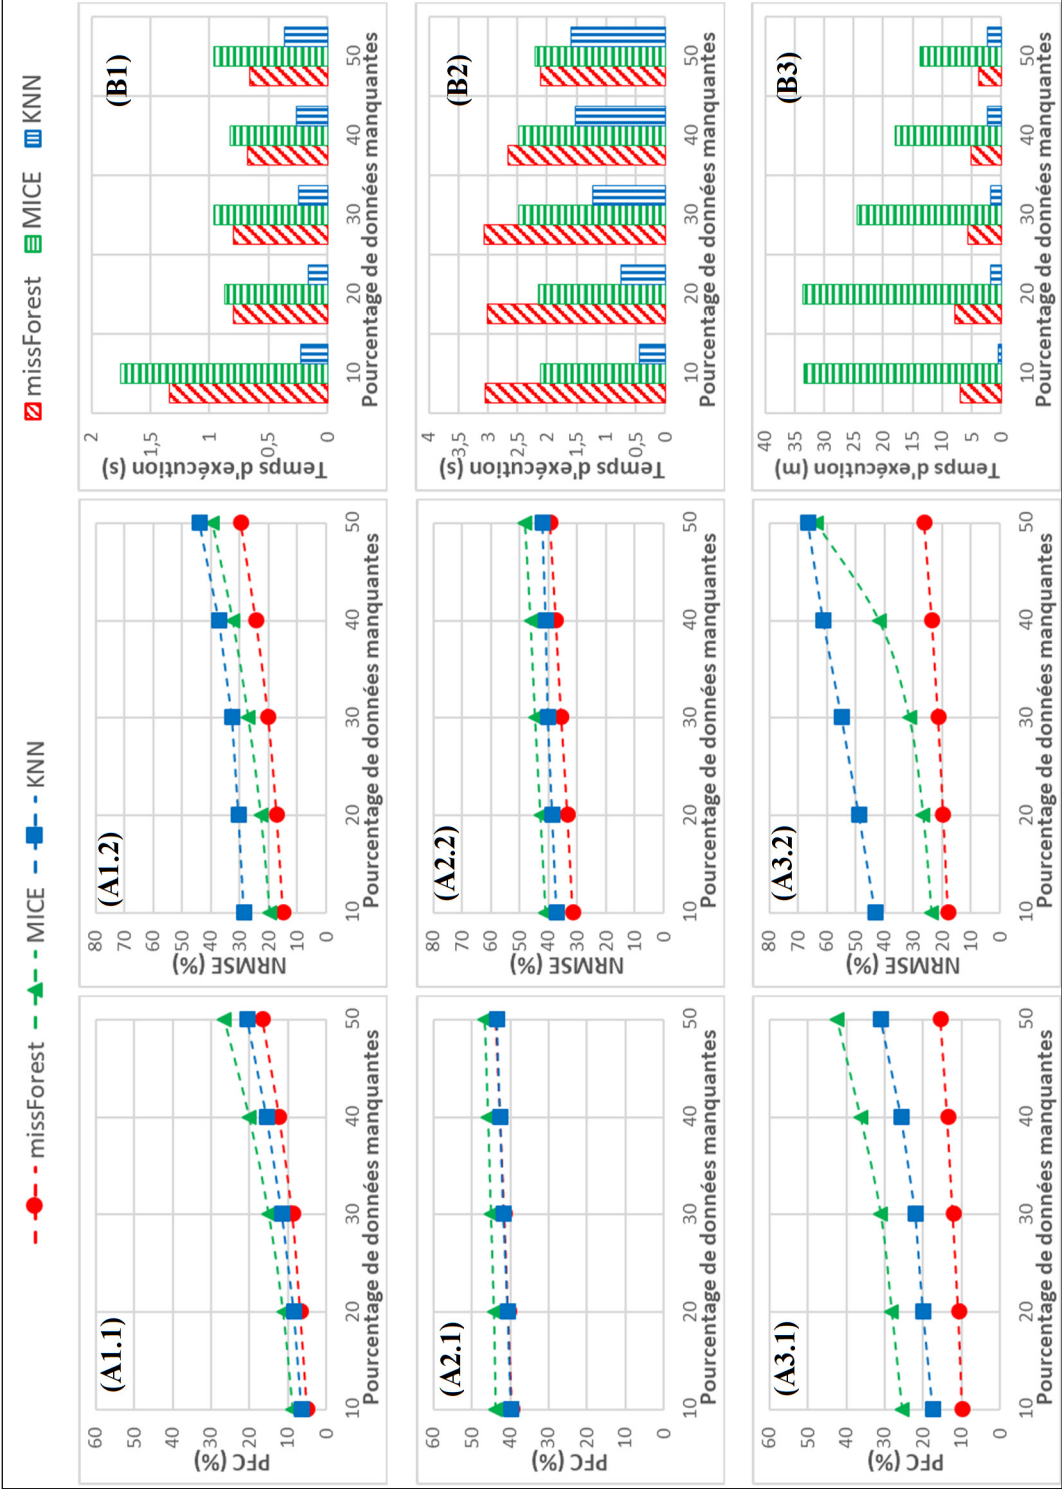 missForest MICE KNN
missForest MICE KNN
(A1.1)
PFC (%)
60
50
40
30
20
10
0
10 20 30 40 50
Pourcentage de données manquantes
(A1.2)
NRMSE (%)
80
70
60
50
40
30
20
10
0
10 20 30 40 50
Pourcentage de données manquantes
(B1)
Temps d'exécution (s)
2
1,5
1
0,5
0
10 20 30 40 50
Pourcentage de données manquantes
(A2.1)
PFC (%)
60
50
40
30
20
10
0
10 20 30 40 50
Pourcentage de données manquantes
(A2.2)
NRMSE (%)
80
70
60
50
40
30
20
10
0
10 20 30 40 50
Pourcentage de données manquantes
(B2)
Temps d'exécution (s)
4
3,5
3
2,5
2
1,5
1
0,5
0
10 20 30 40 50
Pourcentage de données manquantes
(A3.1)
PFC (%)
60
50
40
30
20
10
0
10 20 30 40 50
Pourcentage de données manquantes
(A3.2)
NRMSE (%)
80
70
60
50
40
30
20
10
0
10 20 30 40 50
Pourcentage de données manquantes
(B3)
Temps d'exécution (m)
40
35
30
25
20
15
10
5
0
10 20 30 40 50
Pourcentage de données manquantes